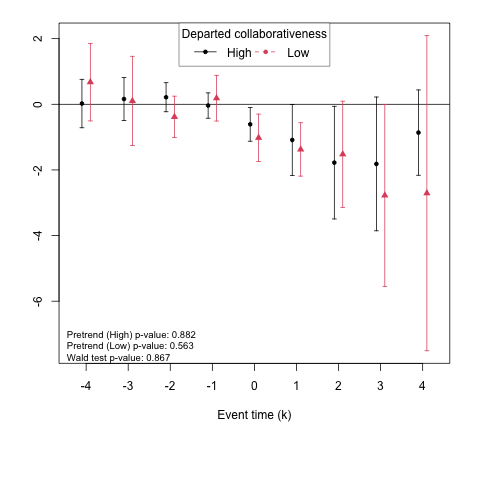 Departed collaborativeness
High Low
2
0
-2
-4
-6
Pretrend (High) p-value: 0.882
Pretrend (Low) p-value: 0.563
Wald test p-value: 0.867
-4 -3 -2 -1 0 1 2 3 4
Event time (k)